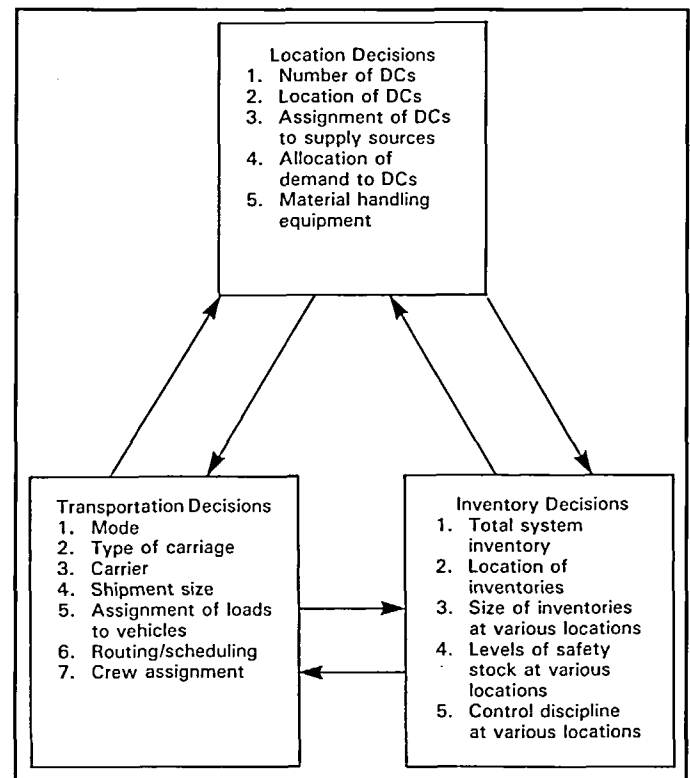 Location Decisions
1. Number of DCs
2. Location of DCs
3. Assignment of DCs
to supply sources
4. Allocation of
demand to DCs
5. Material handling
equipment
Transportation Decisions
1. Mode
2. Type of carriage
3. Carrier
4. Shipment size
5. Assignment of loads
to vehicles
6. Routing/scheduling
7. Crew assignment
Inventory Decisions
1. Total system
inventory
2. Location of
inventories
3. Size of inventories
at various locations
4. Levels of safety
stock at various
locations
5. Control discipline
at various locations